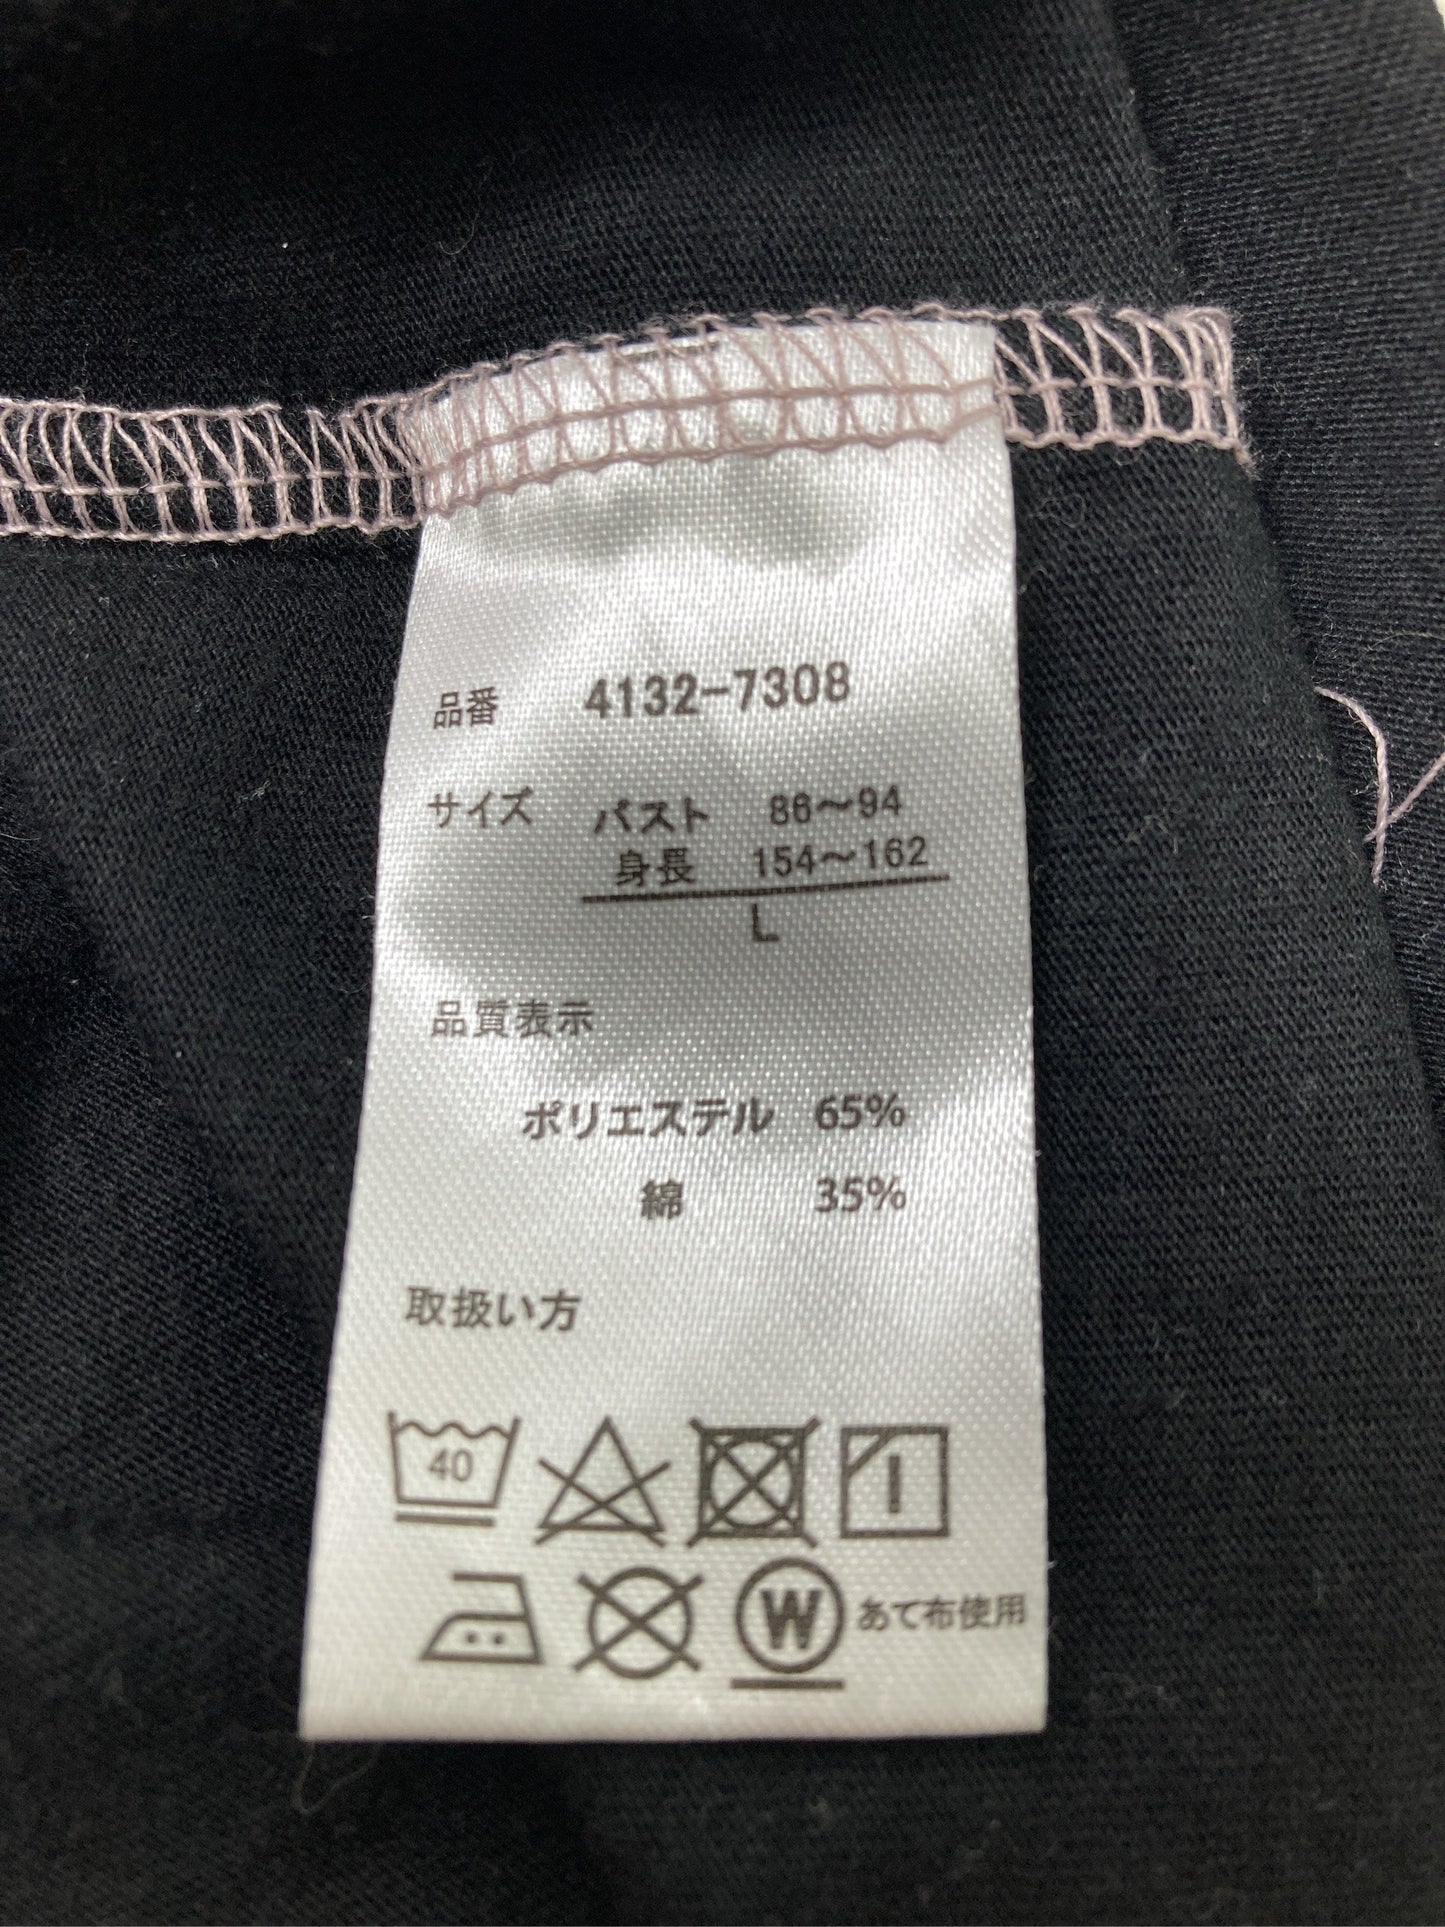 品番 4132-7308
サイズ バスト 86～94
身長 154～162
L
品質表示
ポリエステル 65%
綿 35%
取扱い方
40
W あて布使用